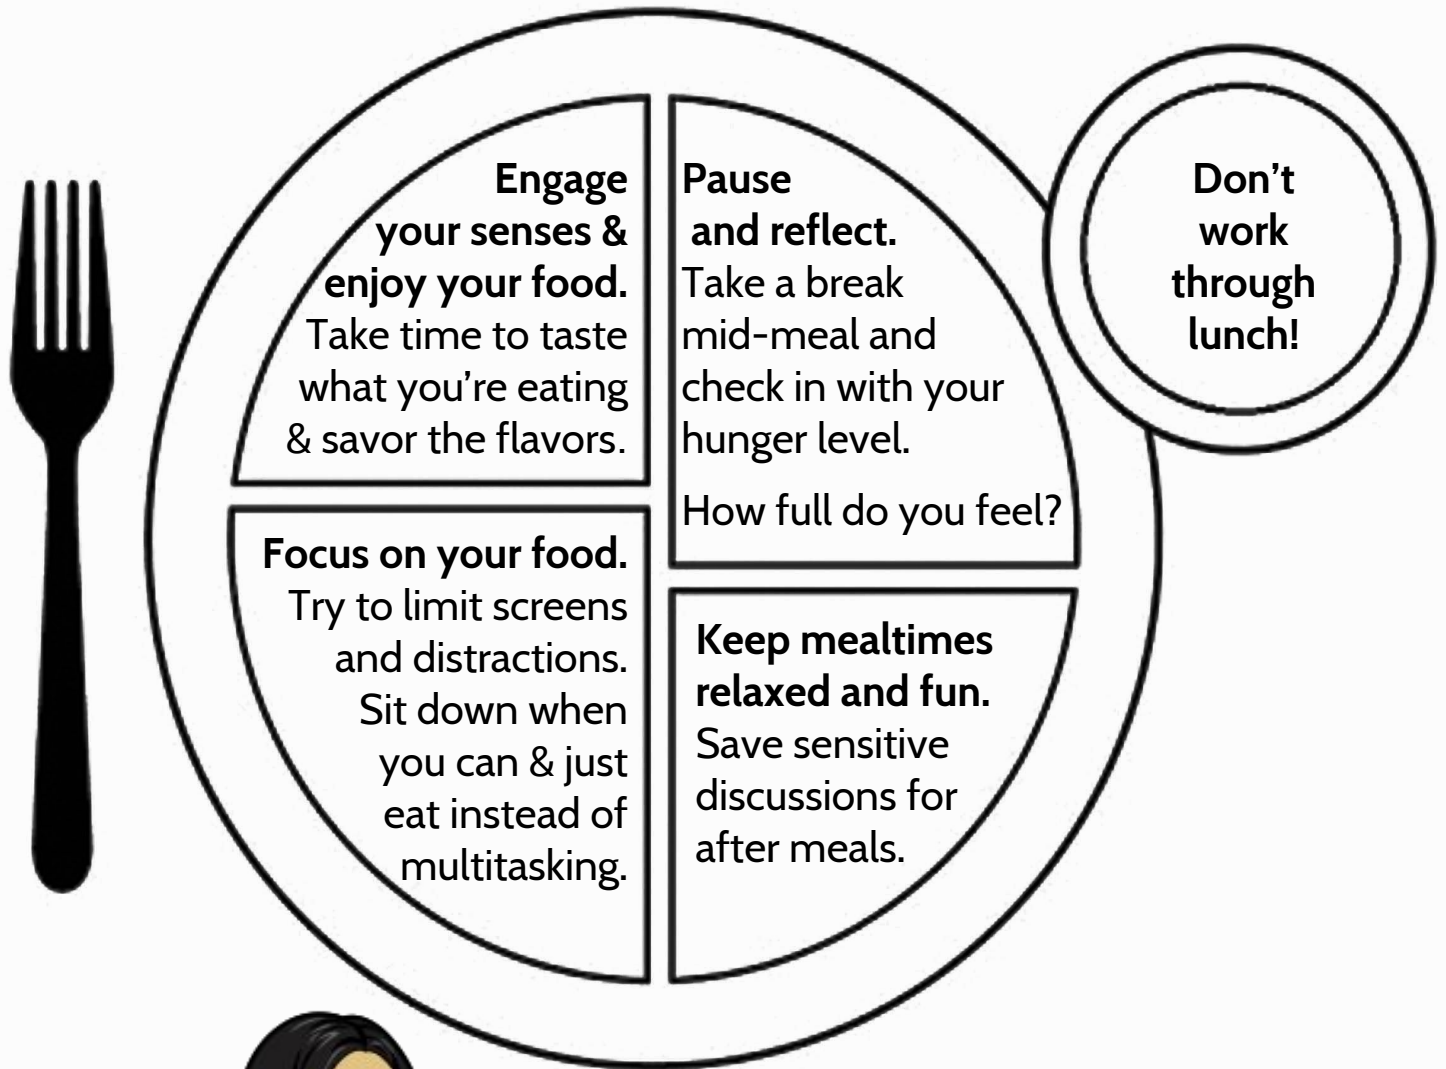 Engage
your senses &
enjoy your food.
Take time to taste
what you're eating
& savor the flavors.
Pause
and reflect.
Take a break
mid-meal and
check in with your
hunger level.
How full do you feel?
Don't
work
through
lunch!
Focus on your food.
Try to limit screens
and distractions.
Sit down when
you can & just
eat instead of
multitasking.
Keep mealtimes
relaxed and fun.
Save sensitive
discussions for
after meals.